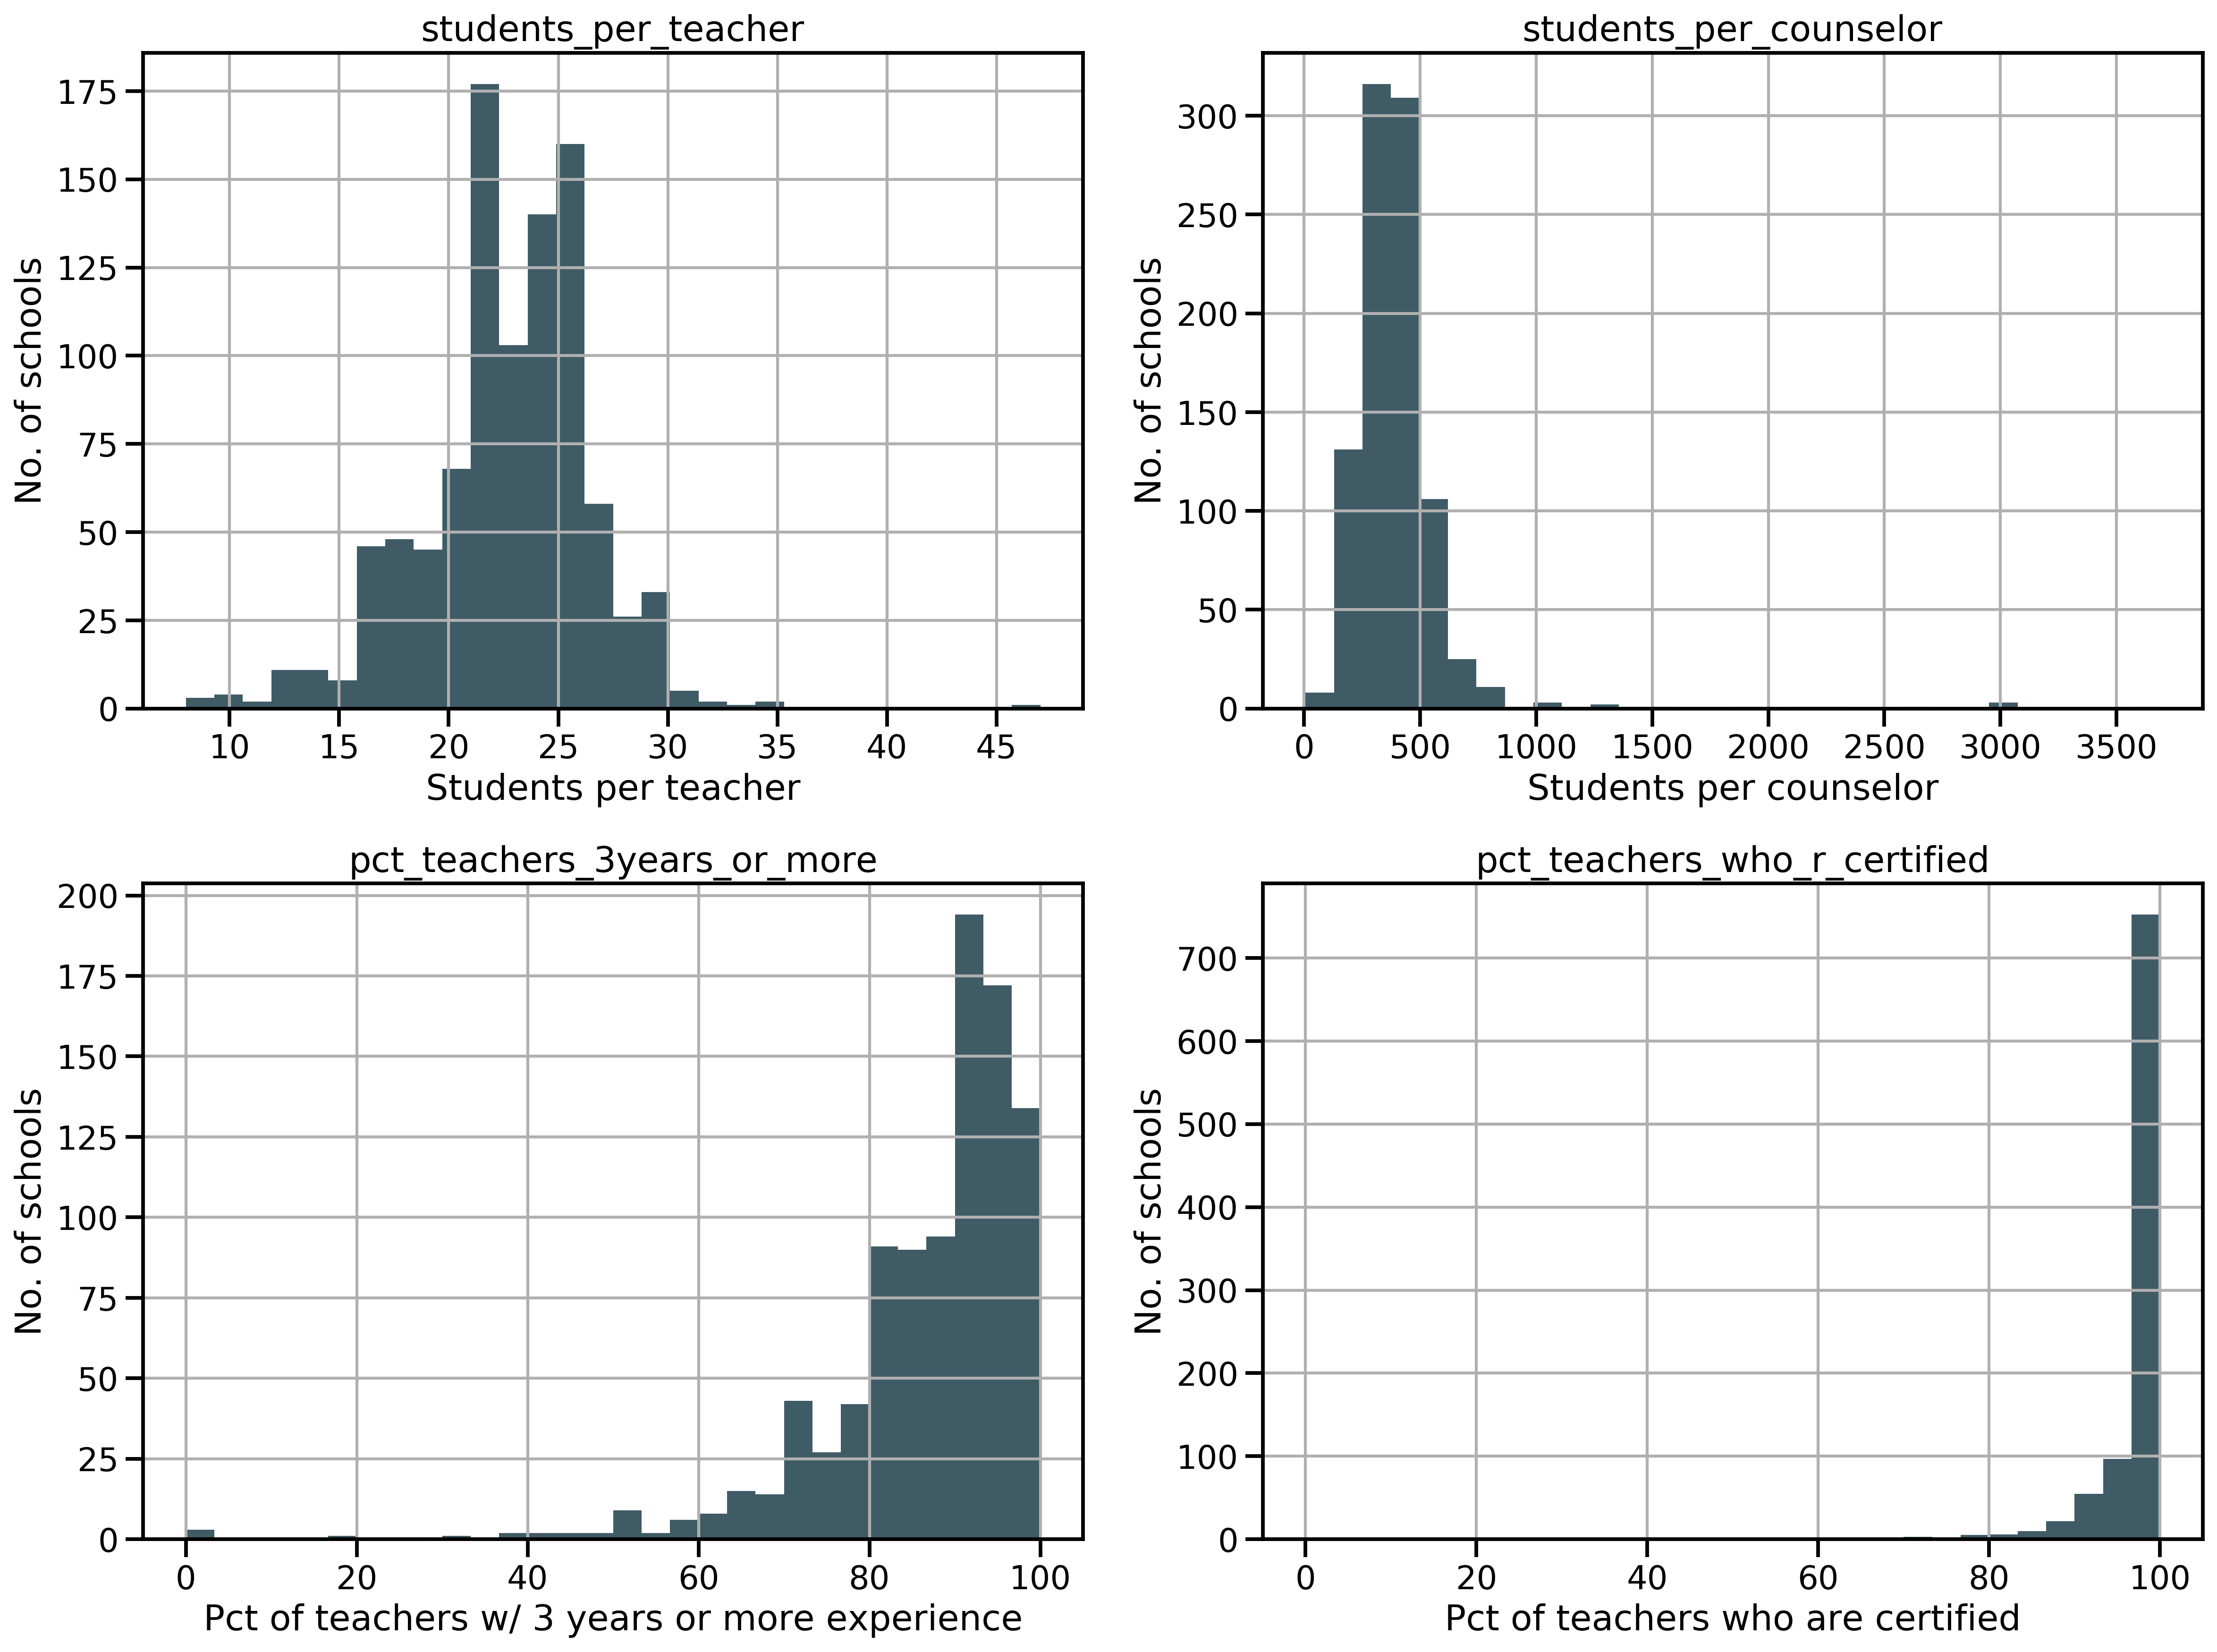 students_per_teacher
175
150
125
100
75
50
25
0
No. of schools
10 15 20 25 30 35 40 45
Students per teacher
students_per_counselor
300
250
200
150
100
50
0
No. of schools
0 500 1000 1500 2000 2500 3000 3500
Students per counselor
pct_teachers_3years_or_more
200
175
150
125
100
75
50
25
0
No. of schools
0 20 40 60 80 100
Pct of teachers w/ 3 years or more experience
pct_teachers_who_r_certified
700
600
500
400
300
200
100
0
No. of schools
0 20 40 60 80 100
Pct of teachers who are certified